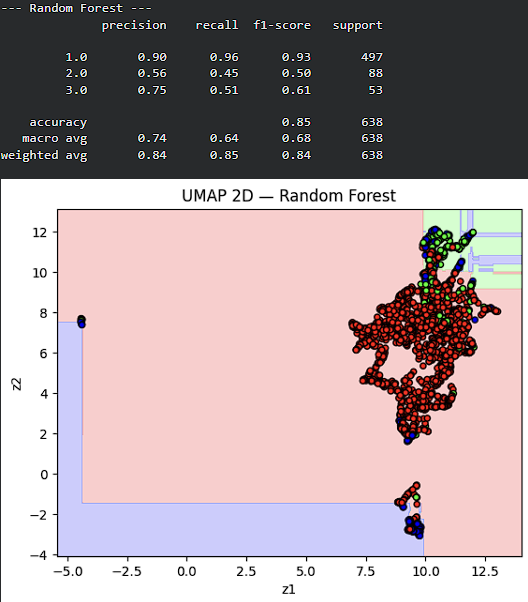 --- Random Forest ---
precision recall f1-score support
1.0 0.90 0.96 0.93 497
2.0 0.56 0.45 0.50 88
3.0 0.75 0.51 0.61 53
accuracy 0.85 638
macro avg 0.74 0.64 0.68 638
weighted avg 0.84 0.85 0.84 638
UMAP 2D — Random Forest
12
10
8
6
4
2
0
−2
−4
z2
−5.0 −2.5 0.0 2.5 5.0 7.5 10.0 12.5
z1